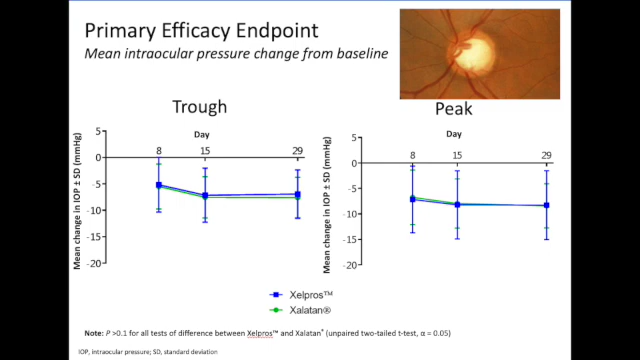 Primary Efficacy Endpoint
Mean intraocular pressure change from baseline
Trough
Day
8 15 29
5
0
-5
-10
-15
-20
Mean change in IOP ± SD (mmHg)
Peak
Day
8 15 29
5
0
-5
-10
-15
-20
Mean change in IOP ± SD (mmHg)
Xelpros™
Xalatan®
Note: P >0.1 for all tests of difference between Xelpros™ and Xalatan® (unpaired two-tailed t-test, α = 0.05)
IOP, intraocular pressure; SD, standard deviation